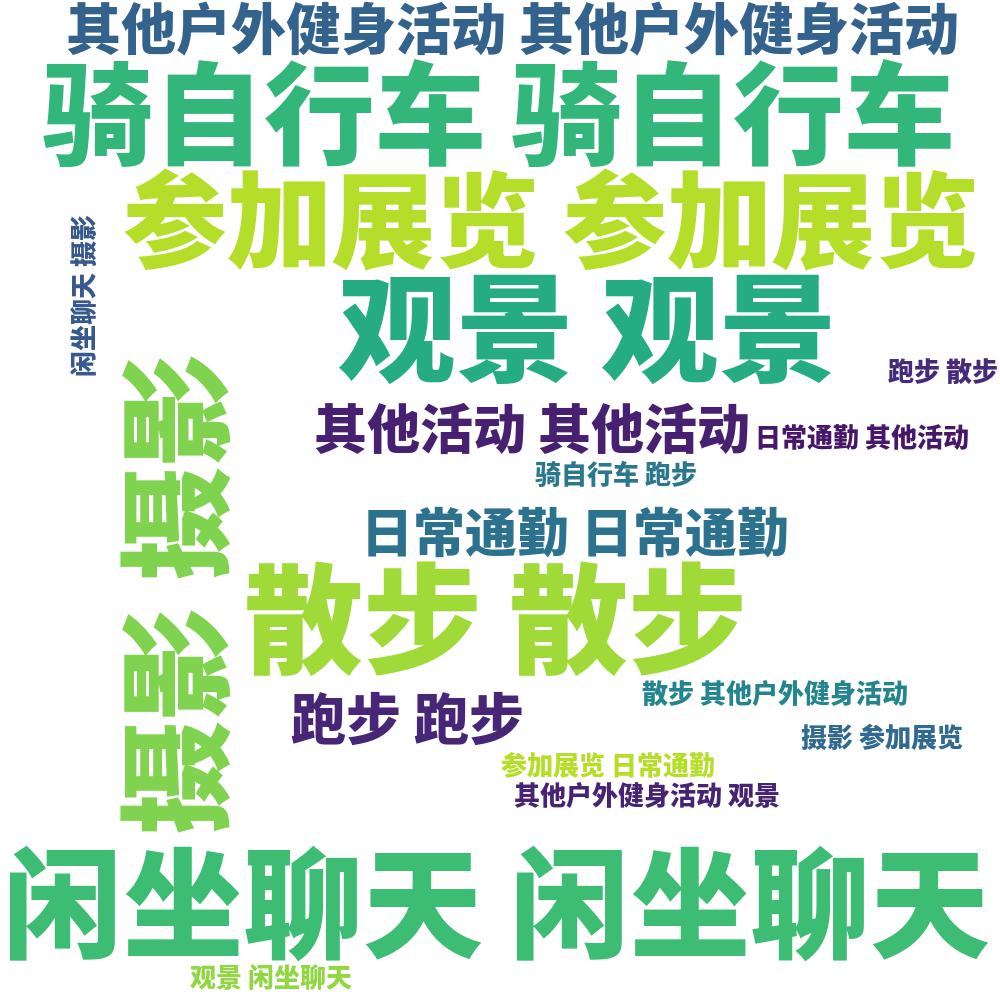 其他户外健身活动 其他户外健身活动
骑自行车 骑自行车
参加展览 参加展览
闲坐聊天 摄影
观景 观景
跑步 散步
摄影 摄影
其他活动 其他活动
日常通勤 其他活动
骑自行车 跑步
日常通勤 日常通勤
散步 散步
散步 其他户外健身活动
跑步 跑步
摄影 参加展览
参加展览 日常通勤
其他户外健身活动 观景
闲坐聊天 闲坐聊天
观景 闲坐聊天